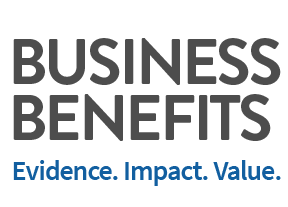 BUSINESS
BENEFITS
Evidence. Impact. Value.